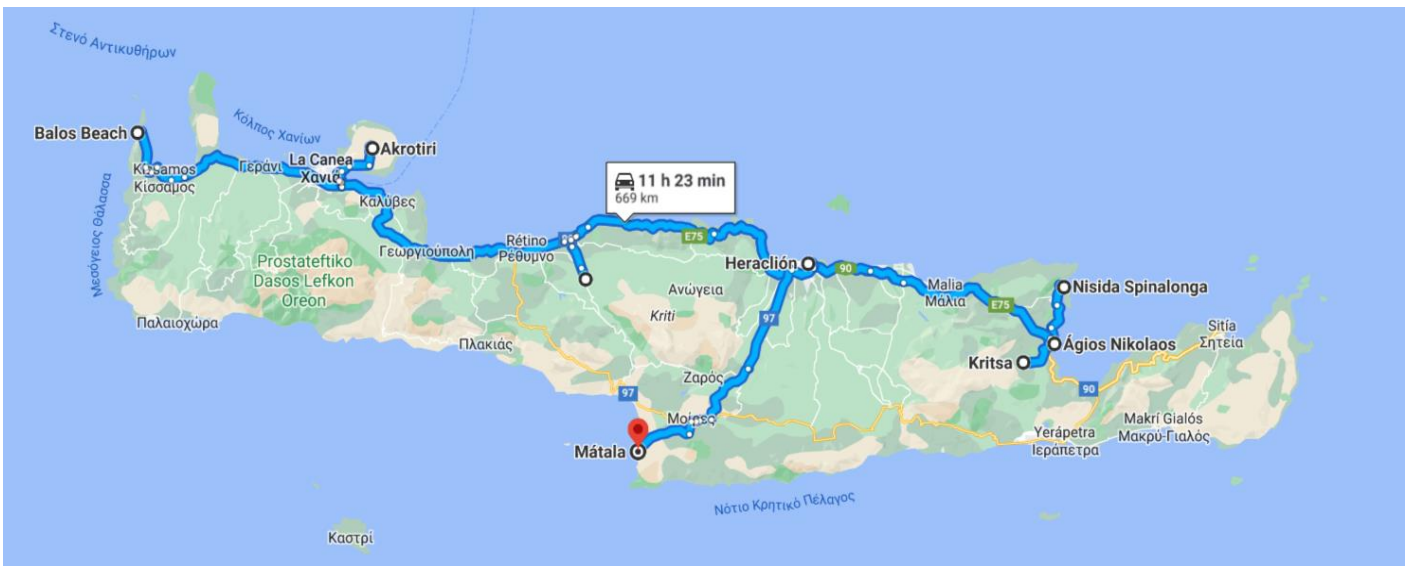 Στενό Αντικυθήρων
Balos Beach
Κόλπος Χανίων
Akrotiri
La Canea
Χανιά
Γεράνι
Kissamos
Κίσσαμος
Καλύβες
11 h 23 min
669 km
Μεσόγειος Θάλασσα
Γεωργιούπολη
Rétino
Ρέθυμνο
E75
Heraclión
90
Prostateftiko
Dasos Lefkon
Oreon
Ανώγεια
Kriti
Malia
Μάλια
Nisida Spinalonga
E75
97
Παλαιοχώρα
Πλακιάς
Ágios Nikolaos
Sitía
Σητεία
Kritsa
Ζαρός
97
90
Μοίρες
Makrí Gialós
Μακρύ-Γιαλός
Yerápetra
Ιεράπετρα
Mátala
Νότιο Κρητικό Πέλαγος
Καστρί